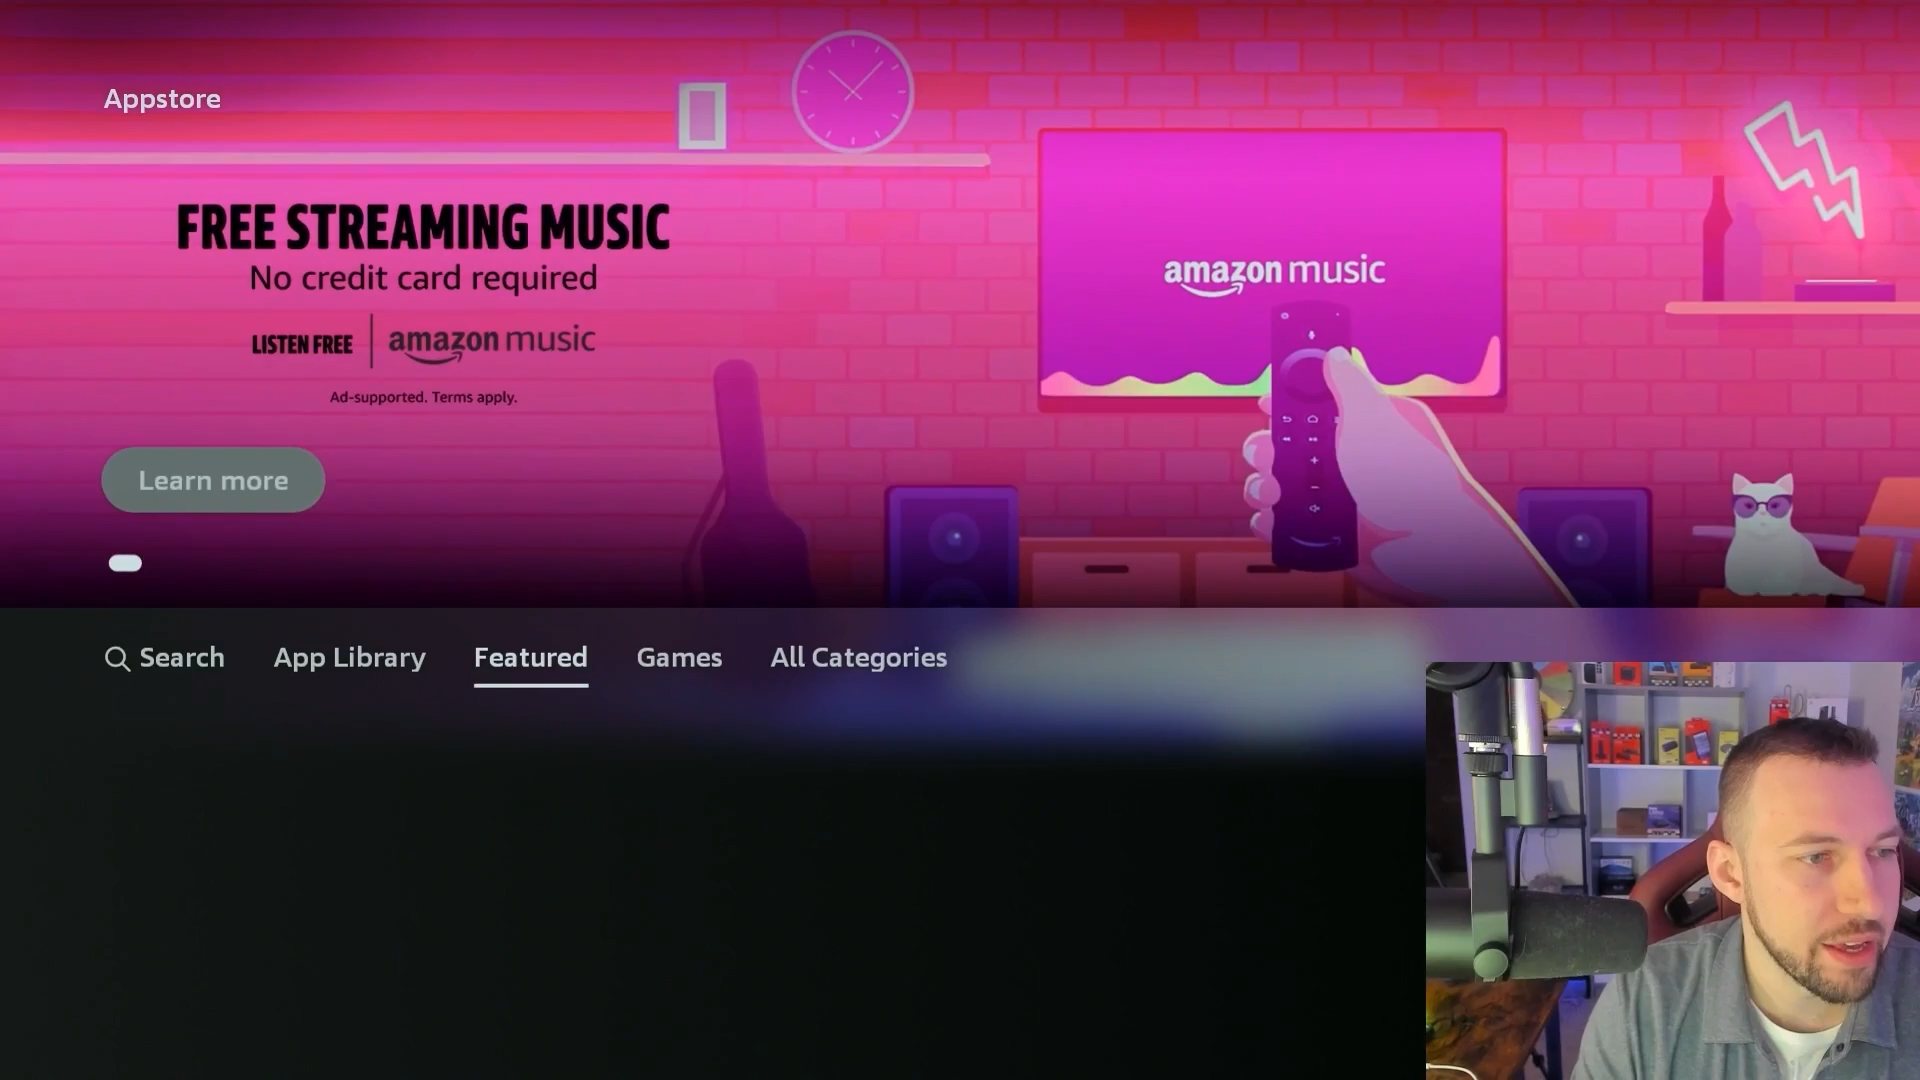 Appstore
FREE STREAMING MUSIC
No credit card required
LISTEN FREE | amazon music
Ad-supported. Terms apply.
amazon music
Learn more
Search App Library Featured Games All Categories